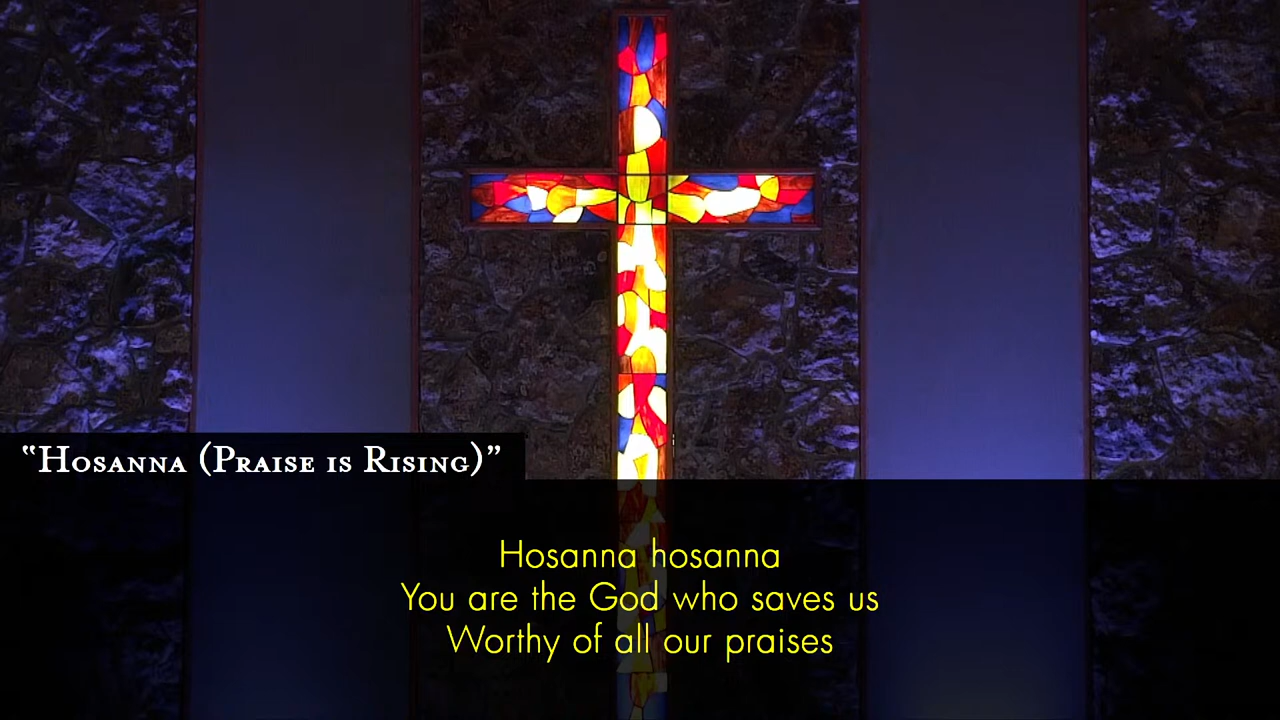 “Hosanna (Praise is Rising)”
Hosanna hosanna
You are the God who saves us
Worthy of all our praises